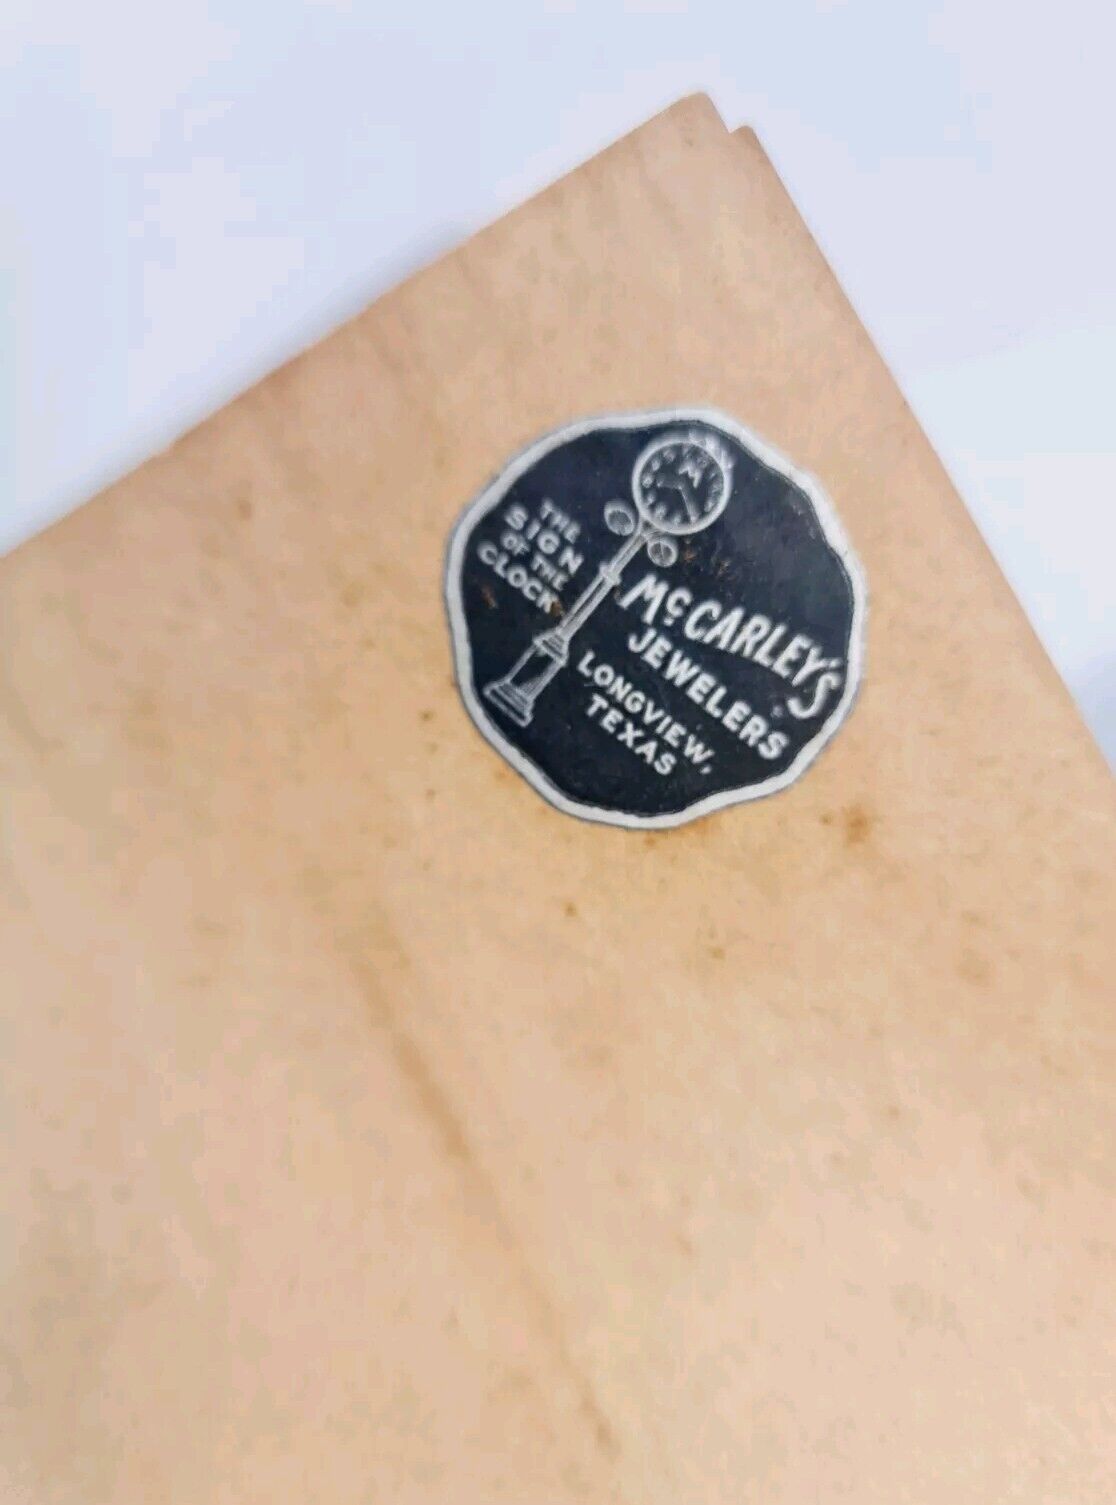 THE
SIGN
OF THE
CLOCK
M
McCARLEY'S
JEWELERS
LONGVIEW,
TEXAS